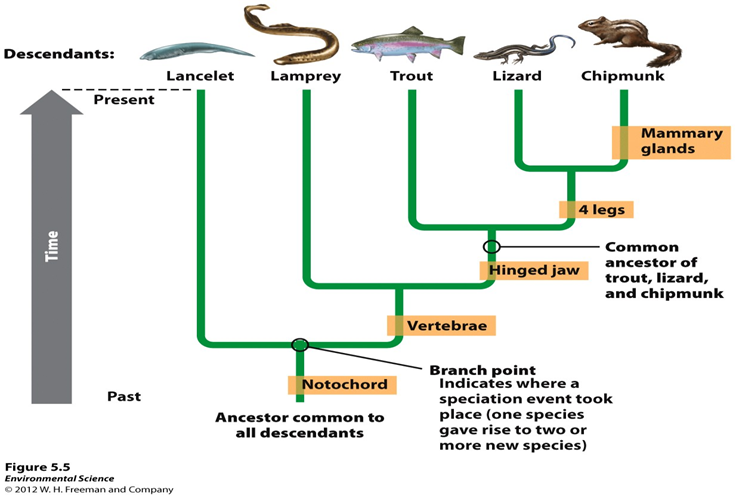 Descendants:
Lancelet
Lamprey
Trout
Lizard
Chipmunk
Present
Mammary
glands
4 legs
Time
Common
ancestor of
trout, lizard,
and chipmunk
Hinged jaw
Vertebrae
Branch point
Indicates where a
speciation event took
place (one species
gave rise to two or
more new species)
Notochord
Past
Ancestor common to
all descendants
Figure 5.5
Environmental Science
© 2012 W. H. Freeman and Company